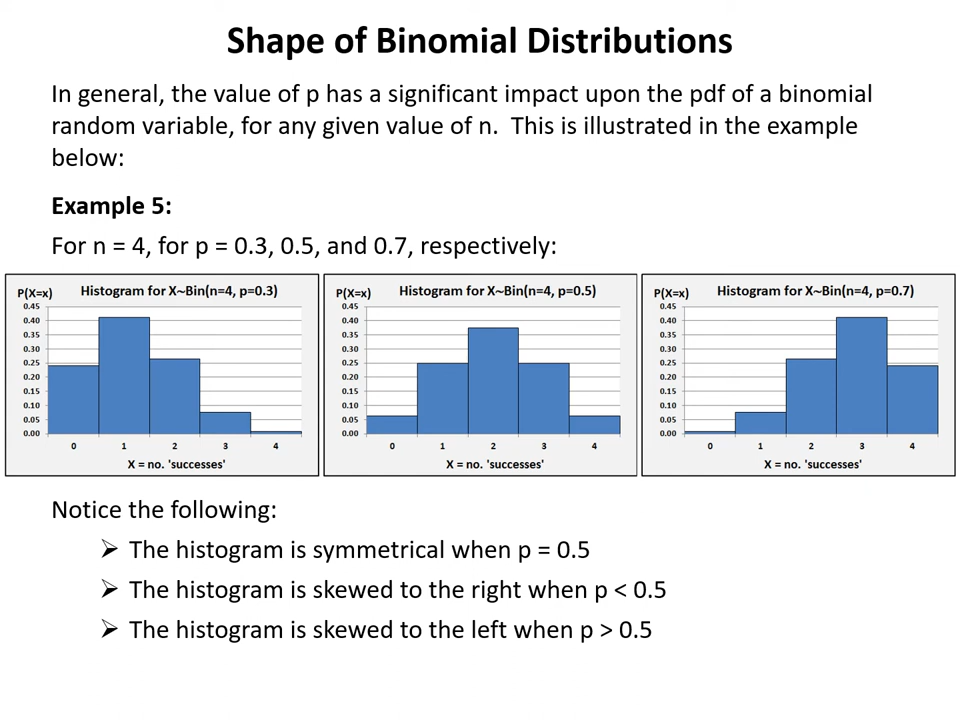 Shape of Binomial Distributions
In general, the value of p has a significant impact upon the pdf of a binomial
random variable, for any given value of n.  This is illustrated in the example
below:
Example 5:
For n = 4, for p = 0.3, 0.5, and 0.7, respectively:
P(X=x) Histogram for X~Bin(n=4, p=0.3)
0.45
0.40
0.35
0.30
0.25
0.20
0.15
0.10
0.05
0.00
0 1 2 3 4
X = no. 'successes'
P(X=x) Histogram for X~Bin(n=4, p=0.5)
0.45
0.40
0.35
0.30
0.25
0.20
0.15
0.10
0.05
0.00
0 1 2 3 4
X = no. 'successes'
P(X=x) Histogram for X~Bin(n=4, p=0.7)
0.45
0.40
0.35
0.30
0.25
0.20
0.15
0.10
0.05
0.00
0 1 2 3 4
X = no. 'successes'
Notice the following:
➢ The histogram is symmetrical when p = 0.5
➢ The histogram is skewed to the right when p < 0.5
➢ The histogram is skewed to the left when p > 0.5